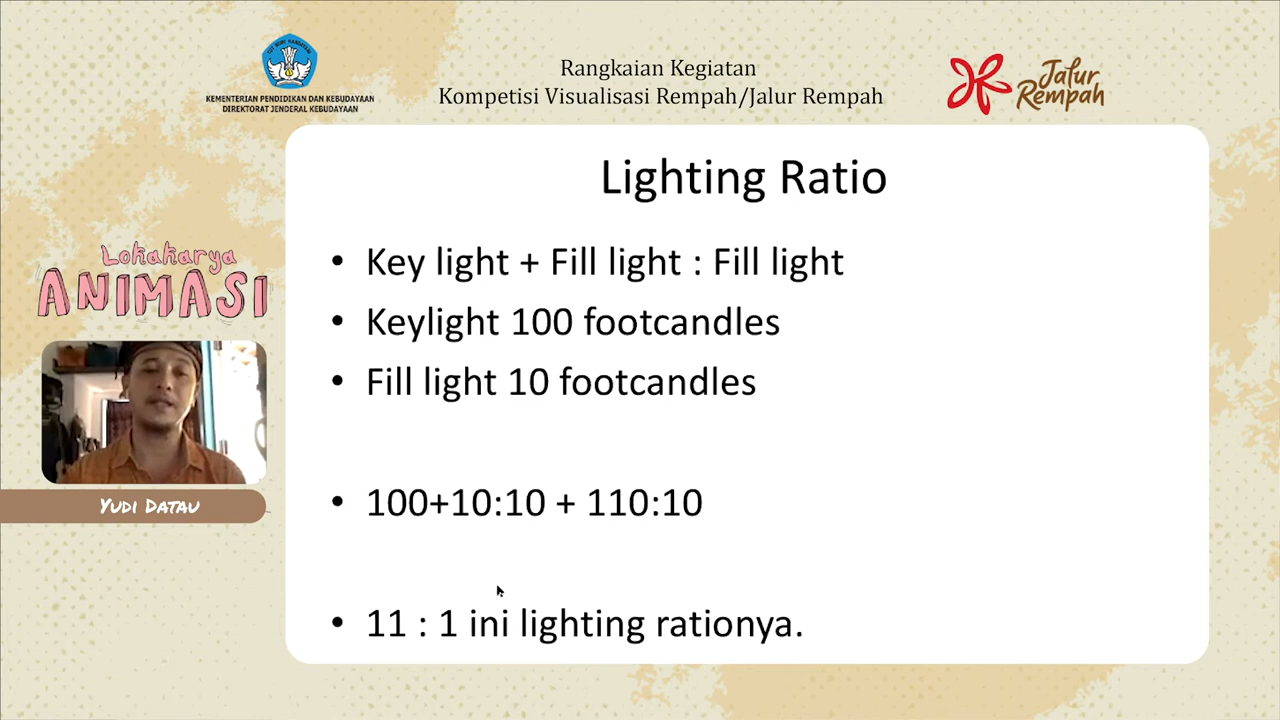 KEMENTERIAN PENDIDIKAN DAN KEBUDAYAAN
DIREKTORAT JENDERAL KEBUDAYAAN
Rangkaian Kegiatan
Kompetisi Visualisasi Rempah/Jalur Rempah
Jalur
Rempah
Lokakarya
ANIMASI
YUDI DATAU
Lighting Ratio
• Key light + Fill light : Fill light
• Keylight 100 footcandles
• Fill light 10 footcandles
• 100+10:10 + 110:10
• 11 : 1 ini lighting rationya.